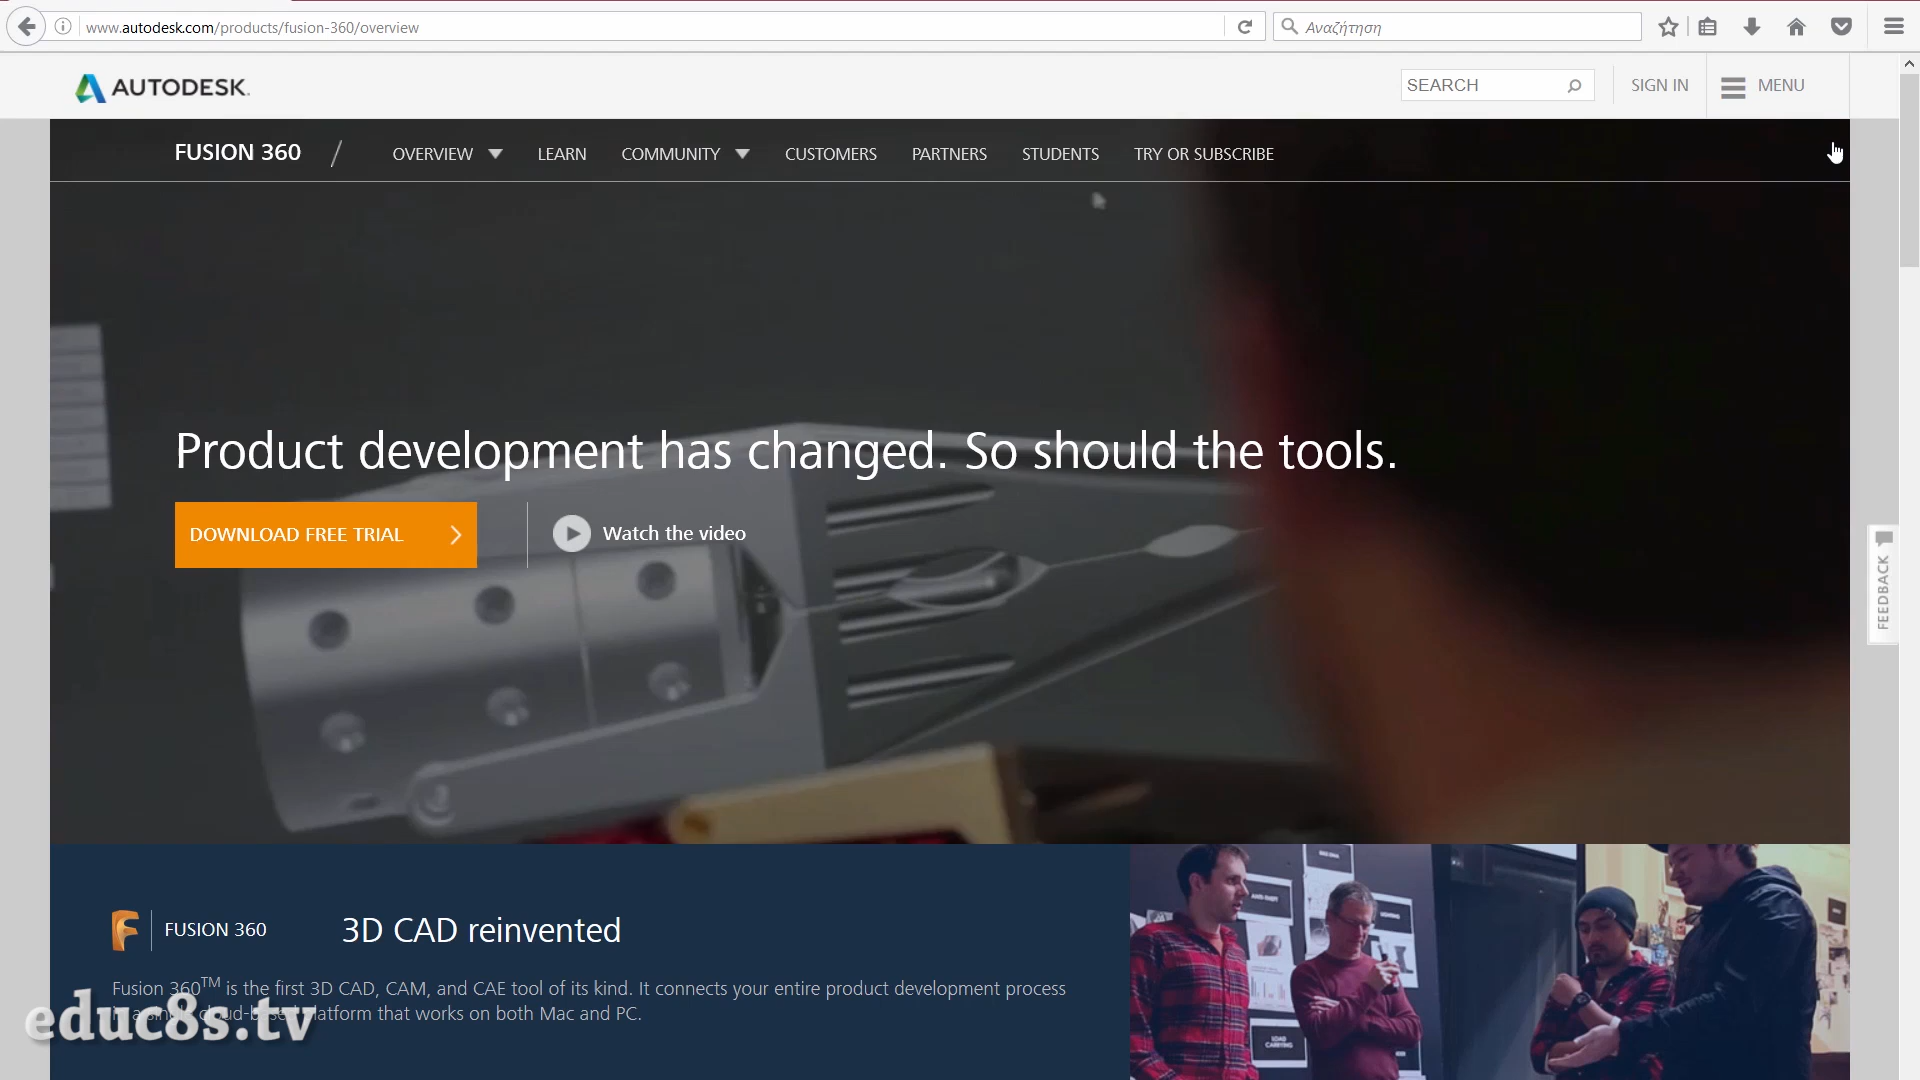 www.autodesk.com/products/fusion-360/overview
Αναζήτηση
AUTODESK.
SEARCH
SIGN IN
MENU
FUSION 360 / OVERVIEW LEARN COMMUNITY CUSTOMERS PARTNERS STUDENTS TRY OR SUBSCRIBE
Product development has changed. So should the tools.
DOWNLOAD FREE TRIAL
Watch the video
FEEDBACK
FUSION 360
3D CAD reinvented
Fusion 360TM is the first 3D CAD, CAM, and CAE tool of its kind. It connects your entire product development process
platform that works on both Mac and PC.
educ8s.tv